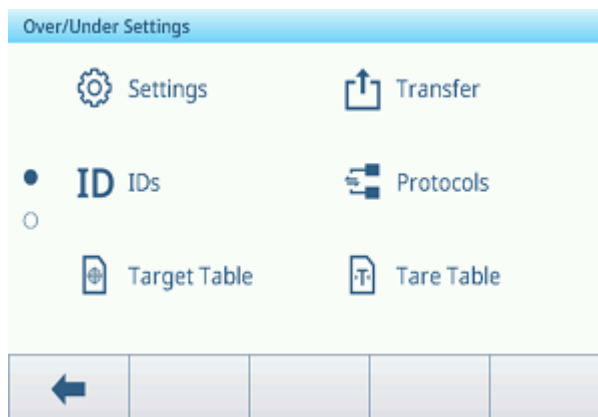 Over/Under Settings
Settings
Transfer
ID IDs
Protocols
Target Table
T Tare Table